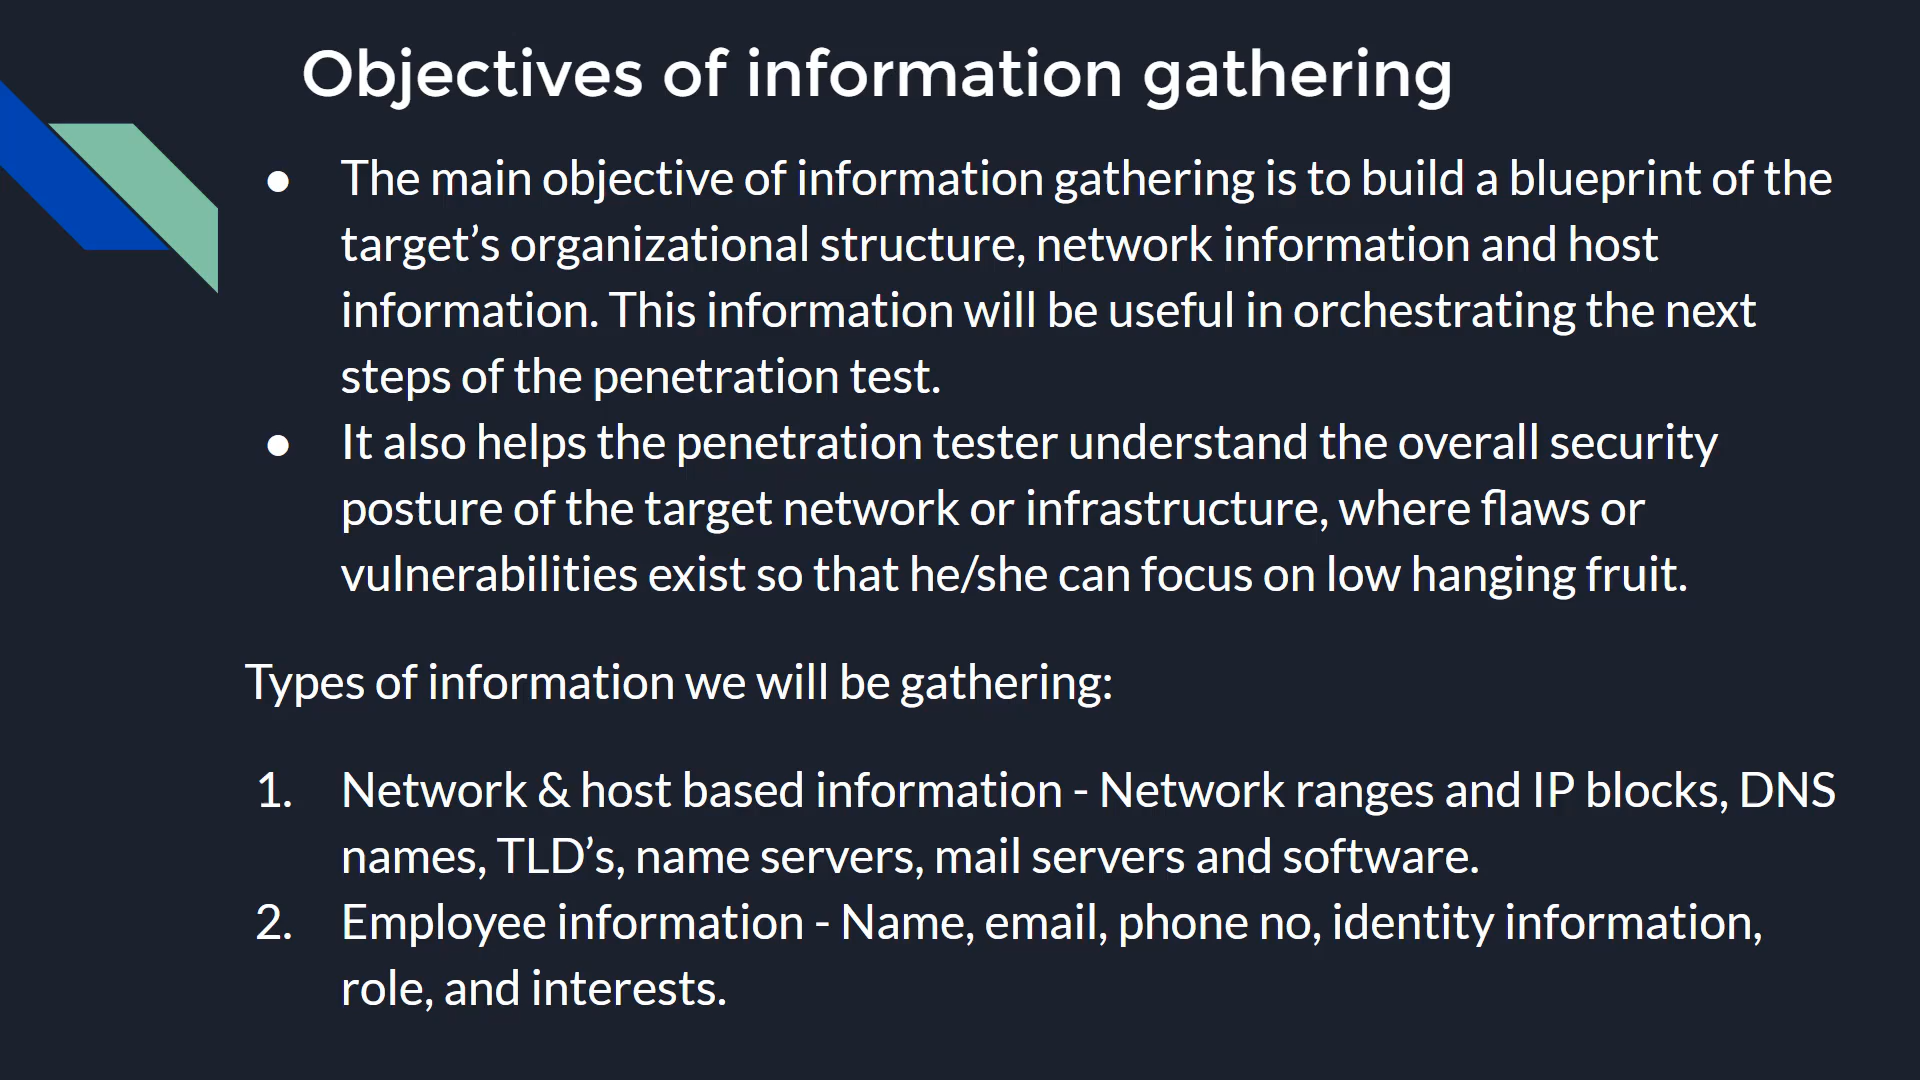 Objectives of information gathering
● The main objective of information gathering is to build a blueprint of the
target’s organizational structure, network information and host
information. This information will be useful in orchestrating the next
steps of the penetration test.
● It also helps the penetration tester understand the overall security
posture of the target network or infrastructure, where flaws or
vulnerabilities exist so that he/she can focus on low hanging fruit.
Types of information we will be gathering:
1. Network & host based information - Network ranges and IP blocks, DNS
names, TLD’s, name servers, mail servers and software.
2. Employee information - Name, email, phone no, identity information,
role, and interests.